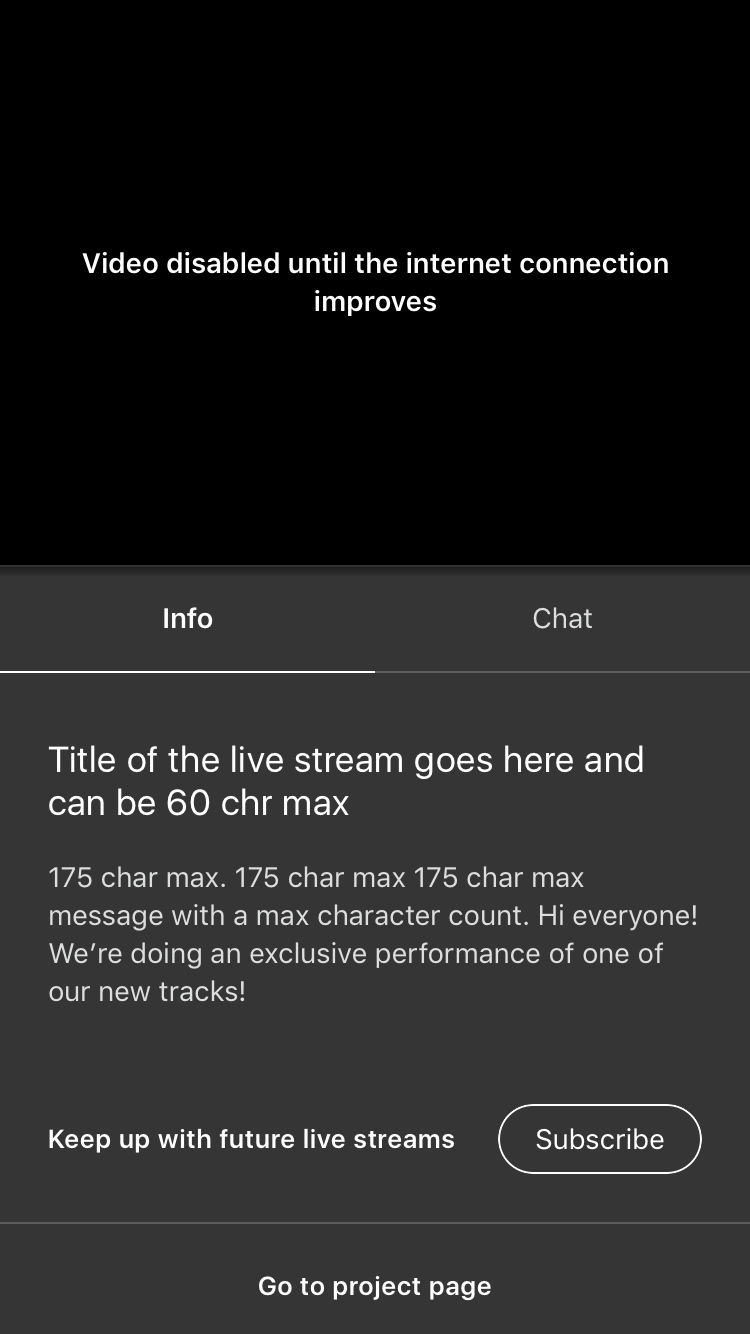 Video disabled until the internet connection
improves
Info
Chat
Title of the live stream goes here and
can be 60 chr max
175 char max. 175 char max 175 char max
message with a max character count. Hi everyone!
We’re doing an exclusive performance of one of
our new tracks!
Keep up with future live streams
Subscribe
Go to project page